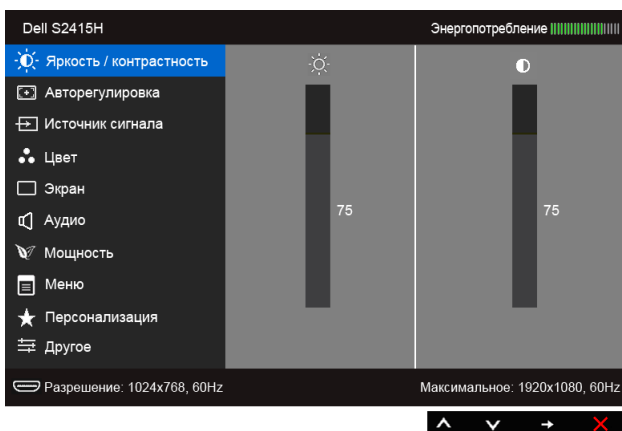 Dell S2415H Энергопотребление
Яркость / контрастность
Авторегулировка
Источник сигнала
Цвет
Экран
Аудио
Мощность
Меню
Персонализация
Другое
75 75
Разрешение: 1024x768, 60Hz Максимальное: 1920x1080, 60Hz